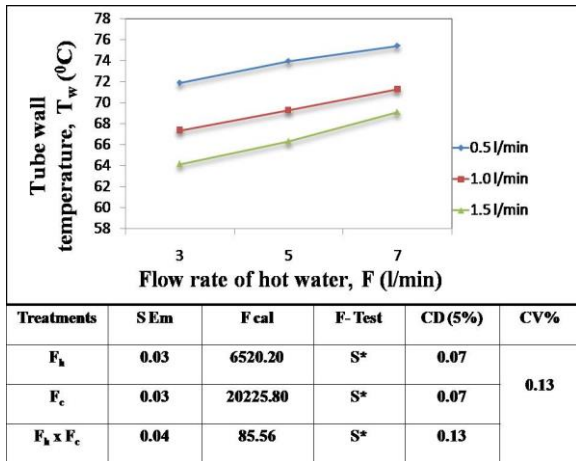 78
76
74
72
70
68
66
64
62
60
58
Tube wall
temperature, T_w (⁰C)
3 5 7
Flow rate of hot water, F (l/min)
0.5 l/min
1.0 l/min
1.5 l/min
Treatments S Em F cal F- Test CD (5%) CV%
F_h 0.03 6520.20 S* 0.07
0.13
F_c 0.03 20225.80 S* 0.07
F_h x F_c 0.04 85.56 S* 0.13